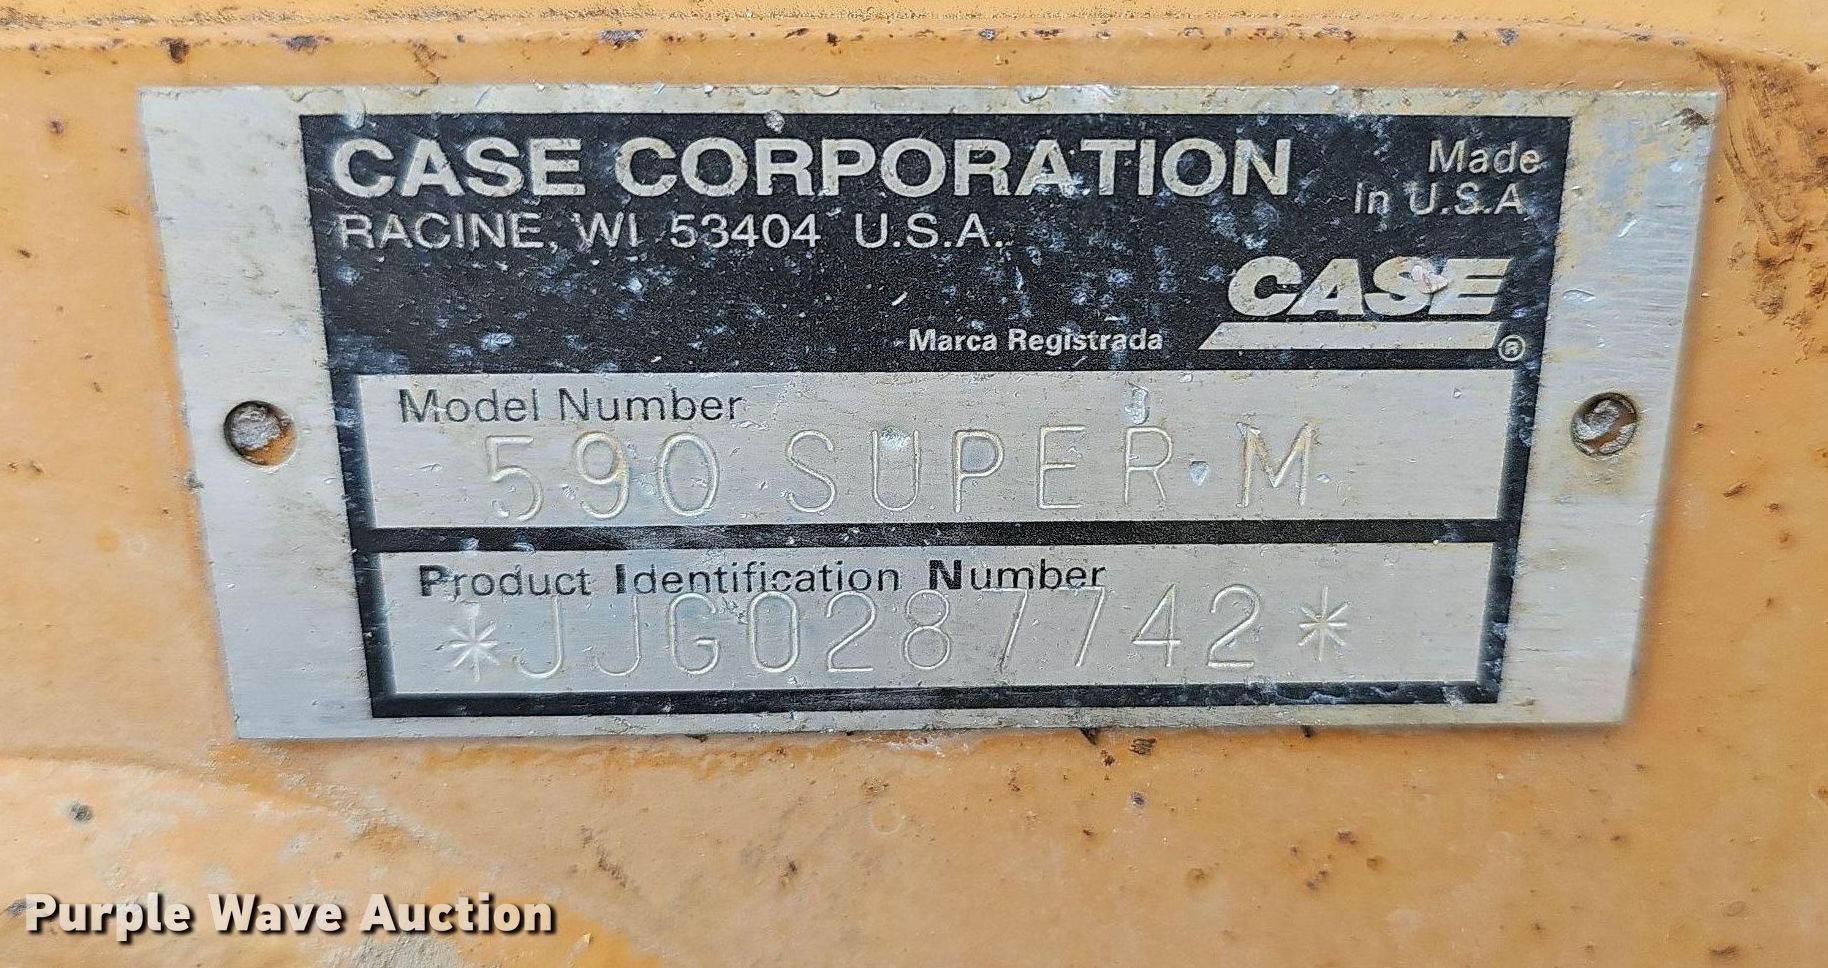 CASE CORPORATION
RACINE, WI 53404 U.S.A.
Made
In U.S.A
CASE
Marca Registrada
®
Model Number
590 SUPER M
Product Identification Number
*JJG0287742*
Purple Wave Auction